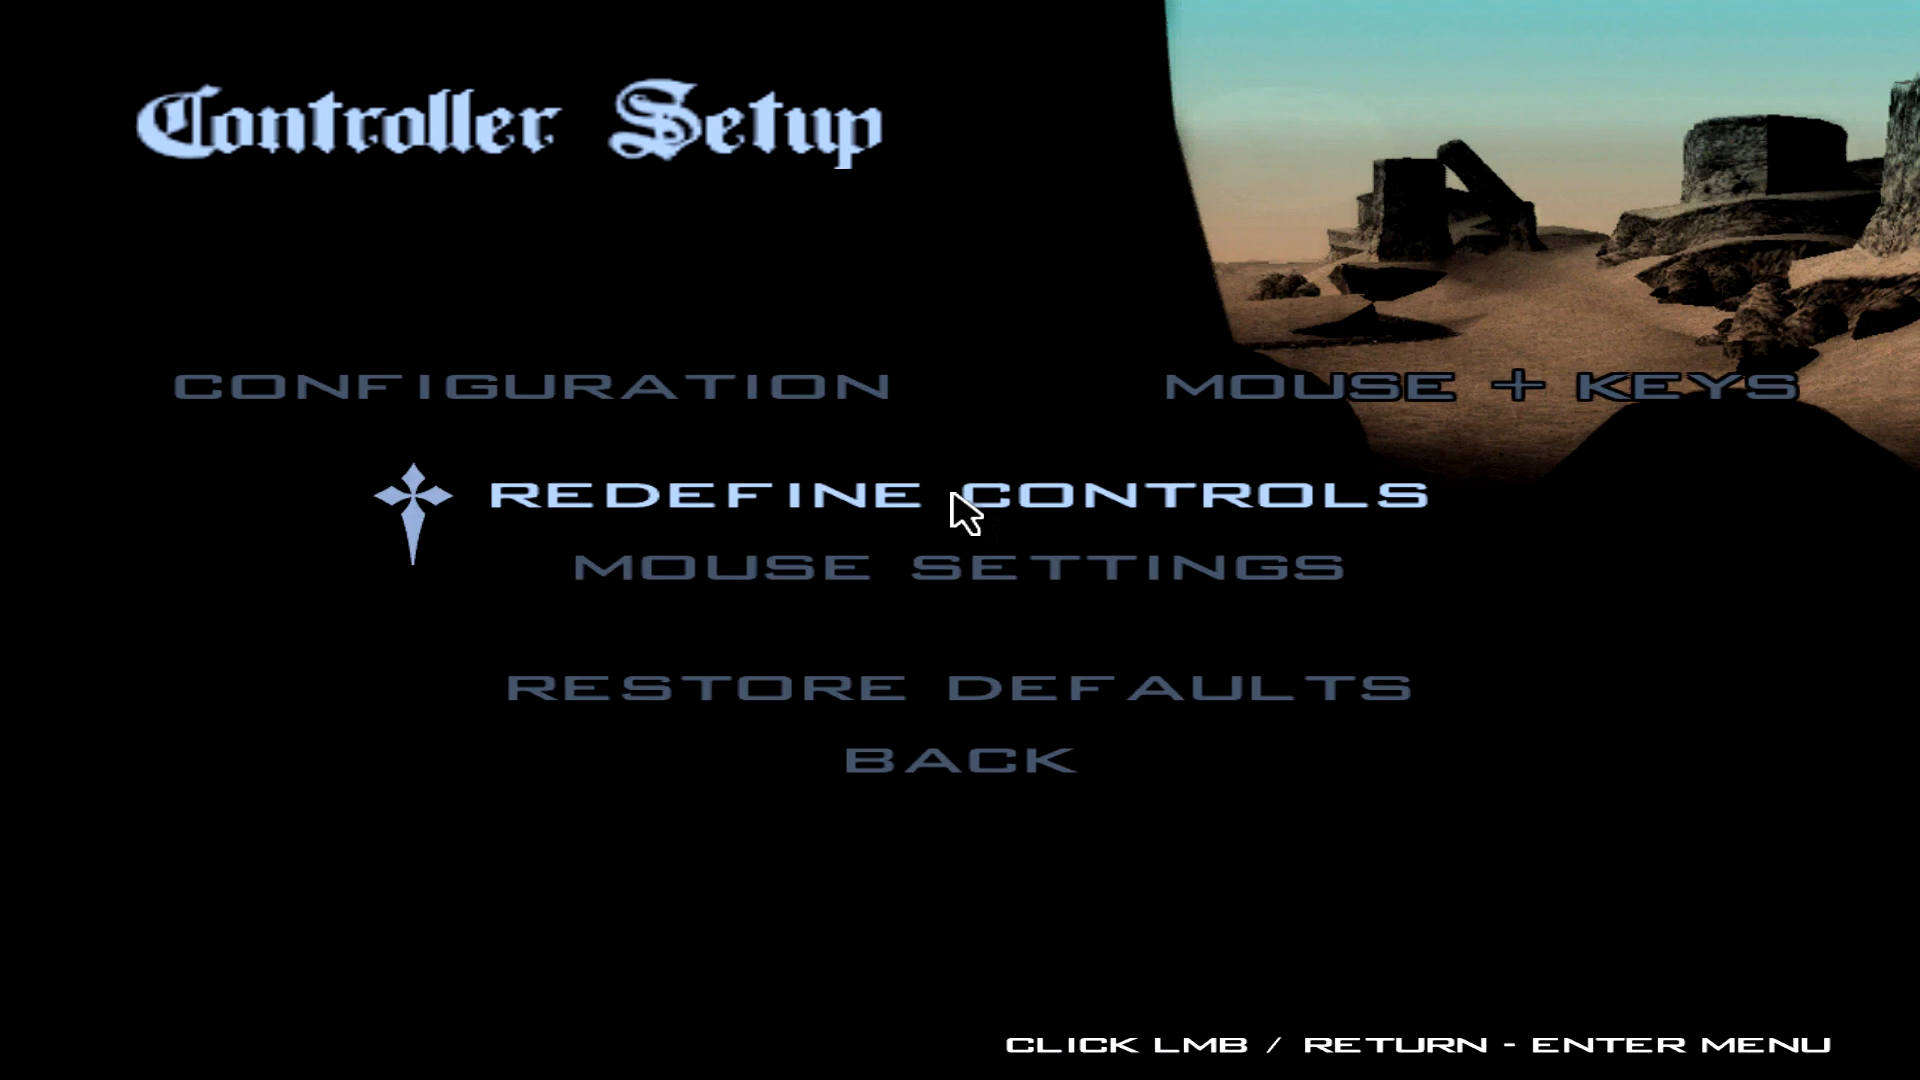 Controller Setup
CONFIGURATION MOUSE + KEYS
REDEFINE CONTROLS
MOUSE SETTINGS
RESTORE DEFAULTS
BACK
CLICK LMB / RETURN - ENTER MENU